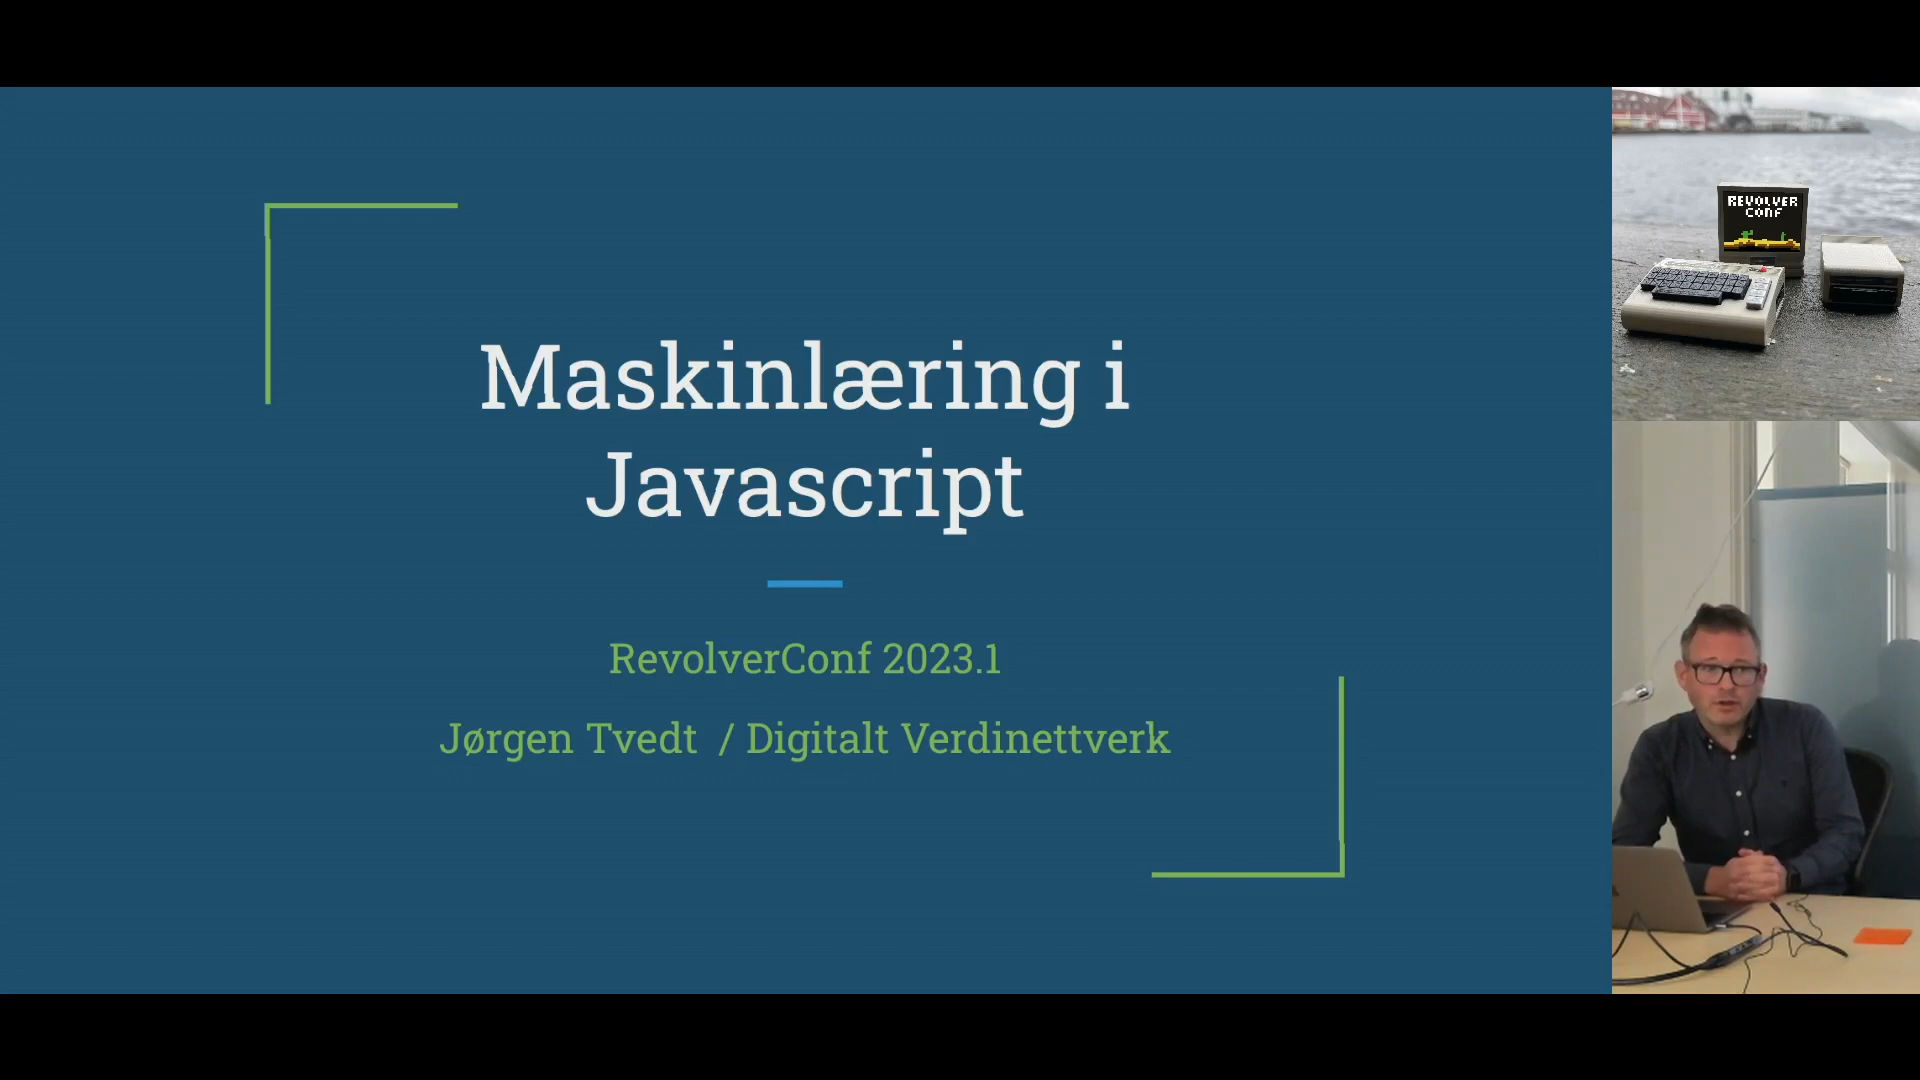 Maskinlæring i
Javascript
RevolverConf 2023.1
Jørgen Tvedt / Digitalt Verdinettverk
REVOLVER
CONF